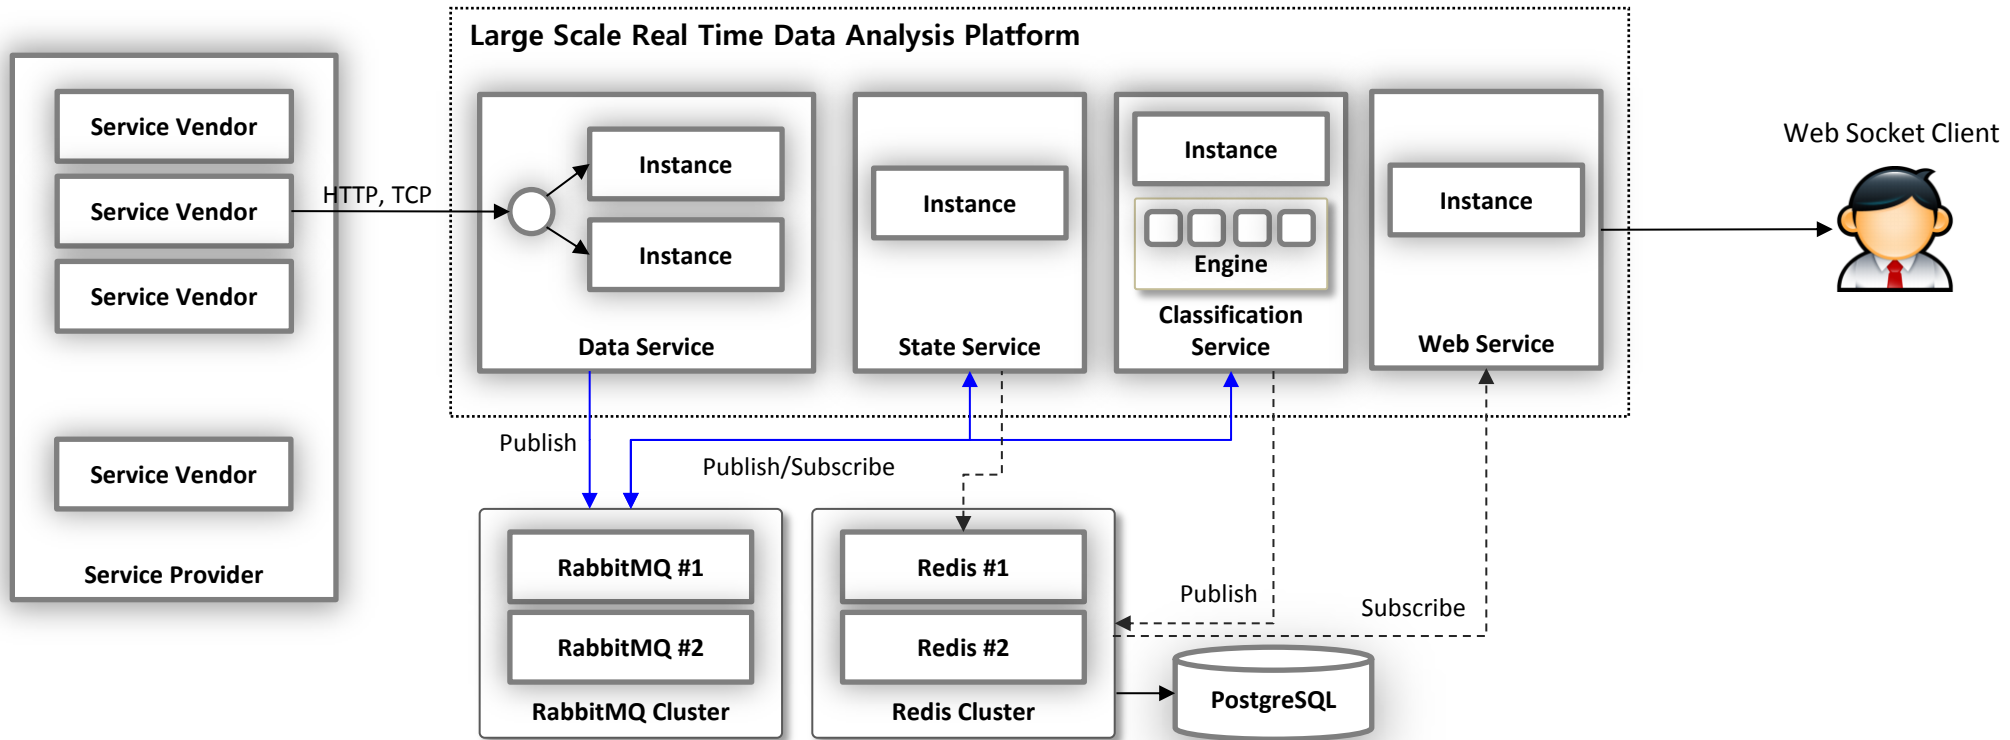 Large Scale Real Time Data Analysis Platform
Service Vendor
Service Vendor
Service Vendor
Service Vendor
Service Provider
HTTP, TCP
Instance
Instance
Data Service
Instance
State Service
Instance
Engine
Classification
Service
Instance
Web Service
Web Socket Client
Publish
Publish/Subscribe
RabbitMQ #1
RabbitMQ #2
RabbitMQ Cluster
Redis #1
Redis #2
Redis Cluster
Publish
Subscribe
PostgreSQL